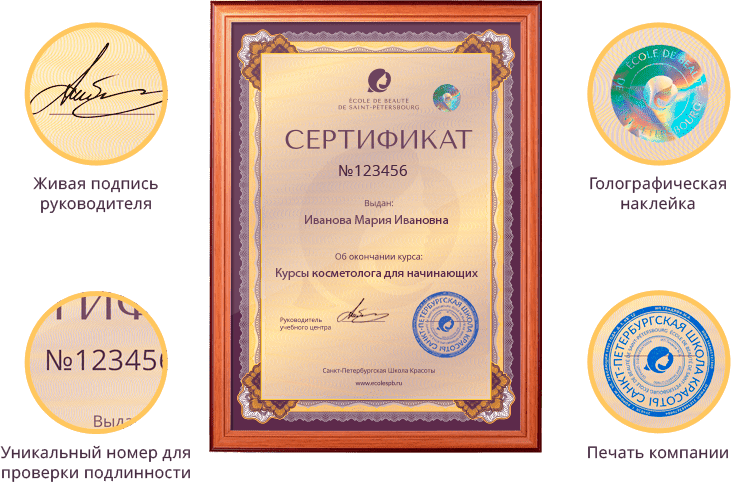 ÉCOLE DE BEAUTÉ
DE SAINT-PÉTERSBOURG
СЕРТИФИКАТ
№123456
Выдан:
Иванова Мария Ивановна
Об окончании курса:
Курсы косметолога для начинающих
Руководитель
учебного центра
САНКТ-ПЕТЕРБУРГСКАЯ ШКОЛА КРАСОТЫ
Санкт-Петербургская Школа Красоты
www.ecolespb.ru
Живая подпись
руководителя
ÉCOLE DE BEAUTÉ
Голографическая
наклейка
ТИФ
№123456
Выда
Уникальный номер для
проверки подлинности
САНКТ-ПЕТЕРБУРГСКАЯ ШКОЛА КРАСОТЫ
Печать компании